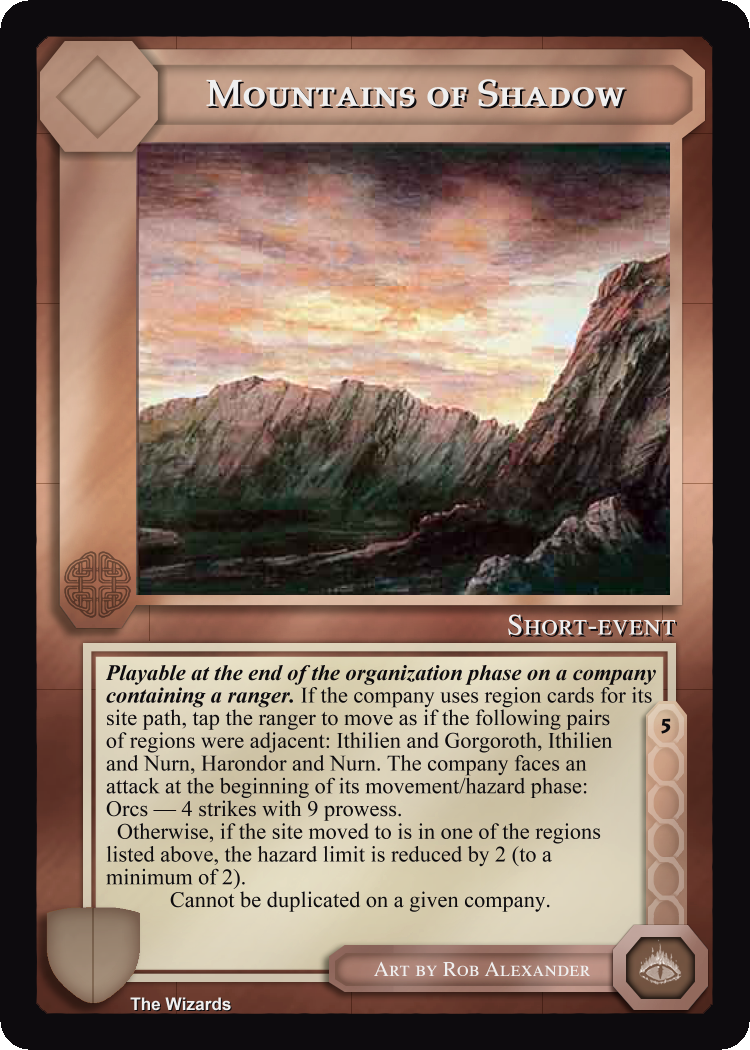 Mountains of Shadow
Short-event
Playable at the end of the organization phase on a company
containing a ranger. If the company uses region cards for its
site path, tap the ranger to move as if the following pairs
of regions were adjacent: Ithilien and Gorgoroth, Ithilien
and Nurn, Harondor and Nurn. The company faces an
attack at the beginning of its movement/hazard phase:
Orcs — 4 strikes with 9 prowess.
Otherwise, if the site moved to is in one of the regions
listed above, the hazard limit is reduced by 2 (to a
minimum of 2).
Cannot be duplicated on a given company.
5
Art by Rob Alexander
The Wizards